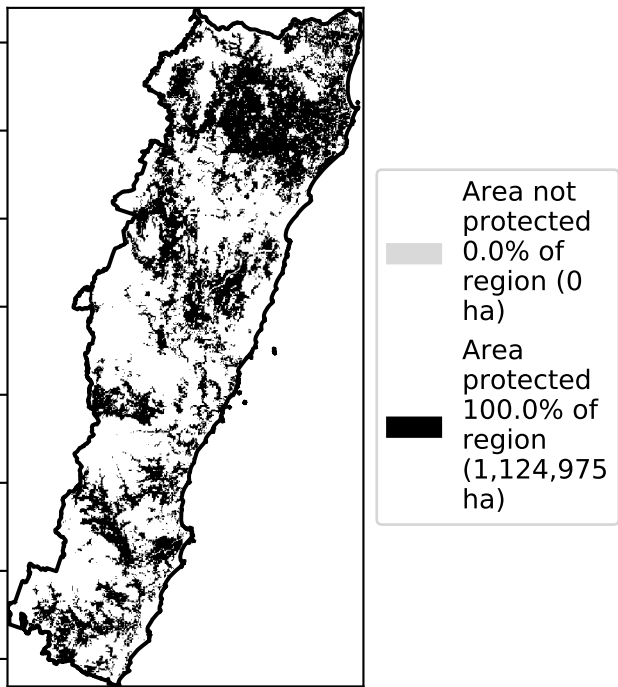 Area not
protected
0.0% of
region (0
ha)
Area
protected
100.0% of
region
(1,124,975
ha)